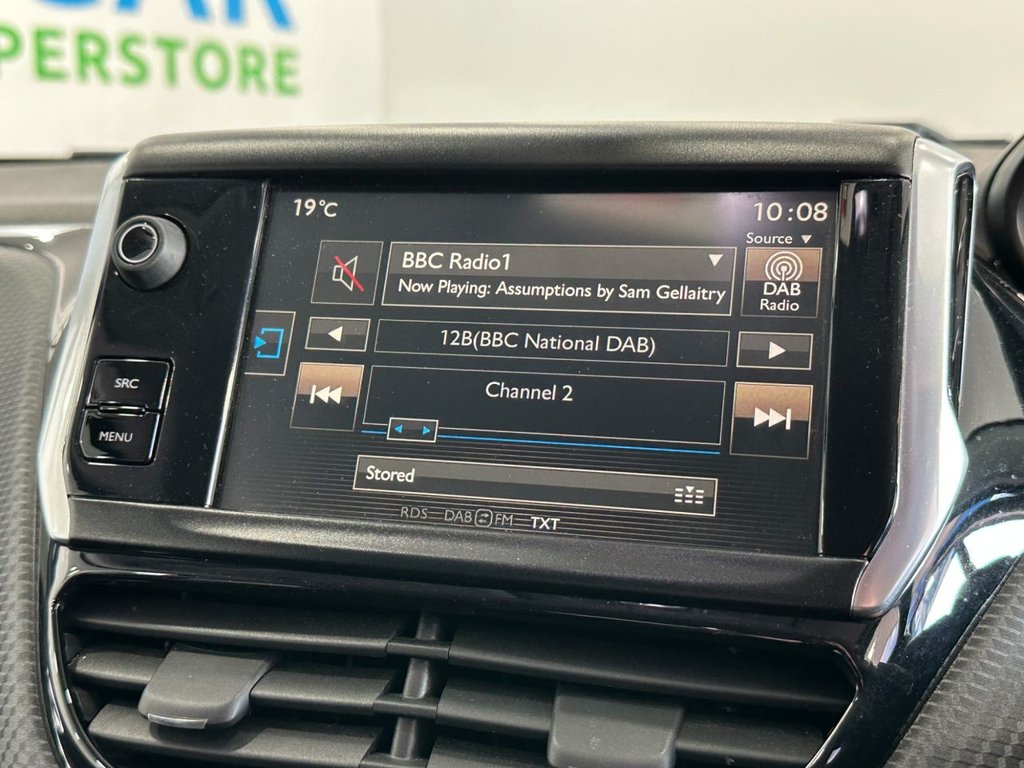 CAR
PERSTORE
19°C
10:08
Source
BBC Radio1
Now Playing: Assumptions by Sam Gellaitry
DAB
Radio
12B(BBC National DAB)
SRC
MENU
Channel 2
Stored
RDS DAB FM TXT